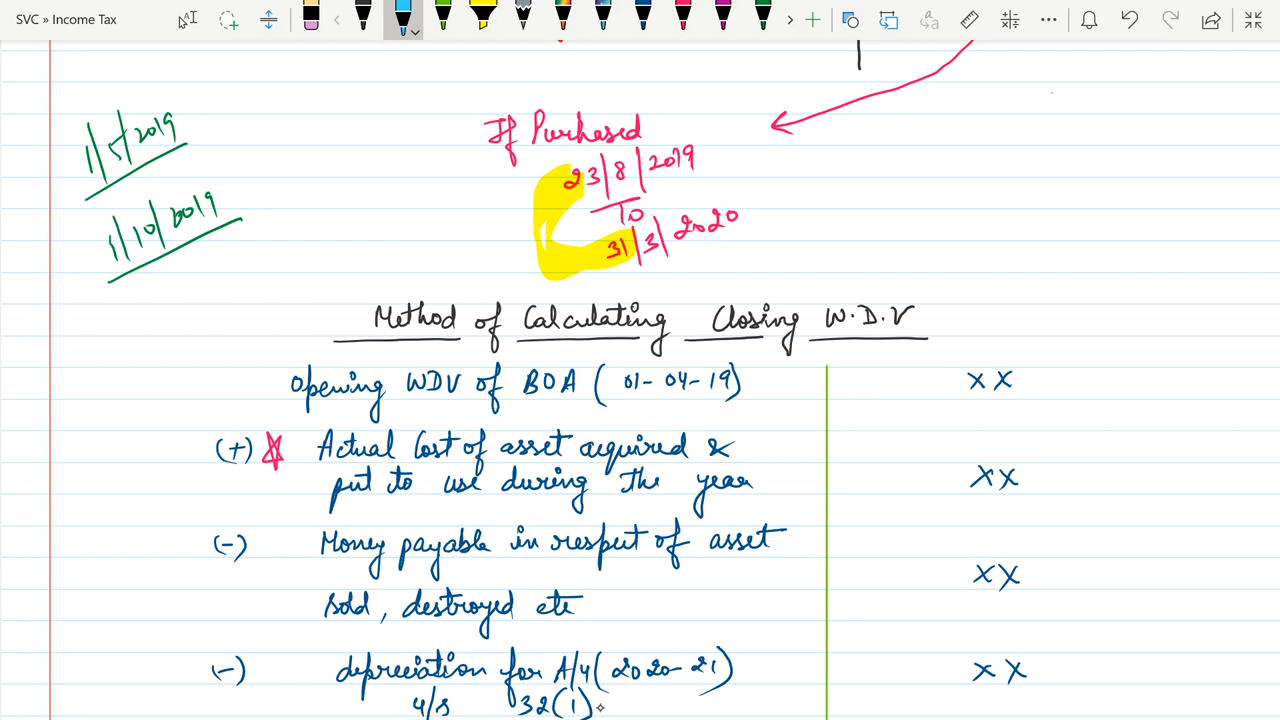 SVC » Income Tax
1/5/2019
1/10/2019
If Purhased
23/8/2019
To
31/3/2020
Method of Calculating Closing W.D.V
Opening WDV of BOA (01-04-19) XX
(+) Actual Cost of asset acquired &
put to use during the year XX
(-) Money payable in respect of asset
sold, destroyed etc XX
(-) depreciation for A/Y (2020-21) XX
u/s 32(1)